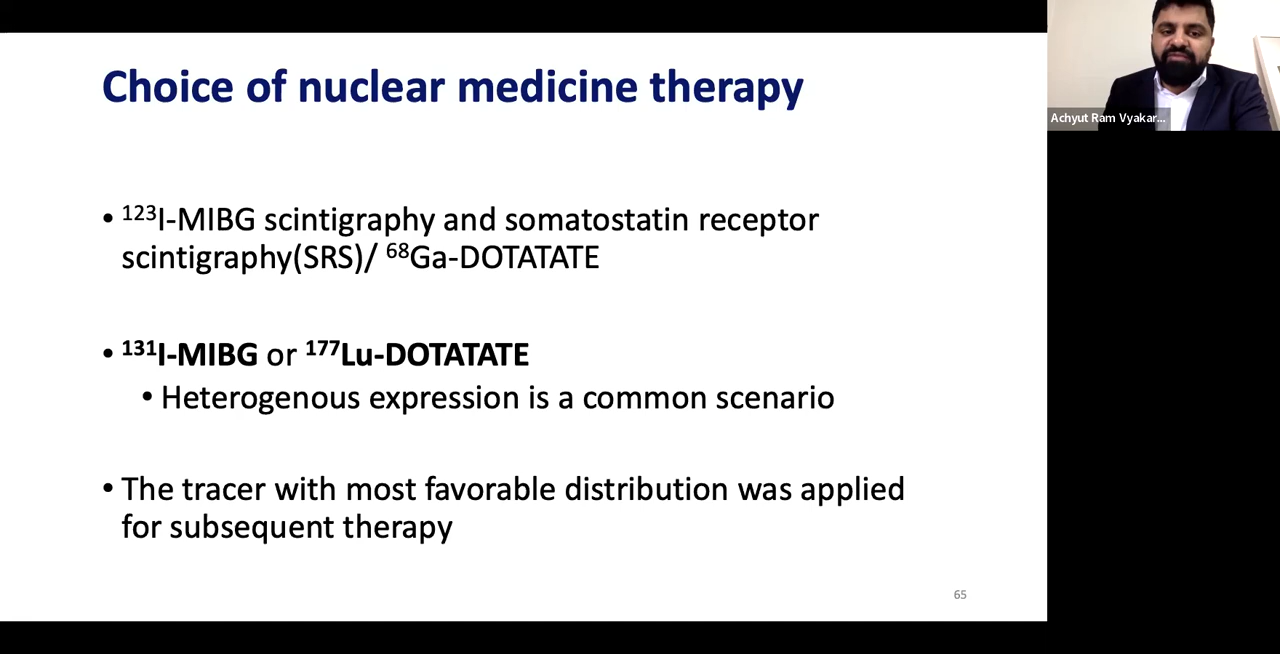 Choice of nuclear medicine therapy
Achyut Ram Vyakar...
• ¹²³I-MIBG scintigraphy and somatostatin receptor
scintigraphy(SRS)/ ⁶⁸Ga-DOTATATE
• ¹³¹I-MIBG or ¹⁷⁷Lu-DOTATATE
• Heterogenous expression is a common scenario
• The tracer with most favorable distribution was applied
for subsequent therapy
65